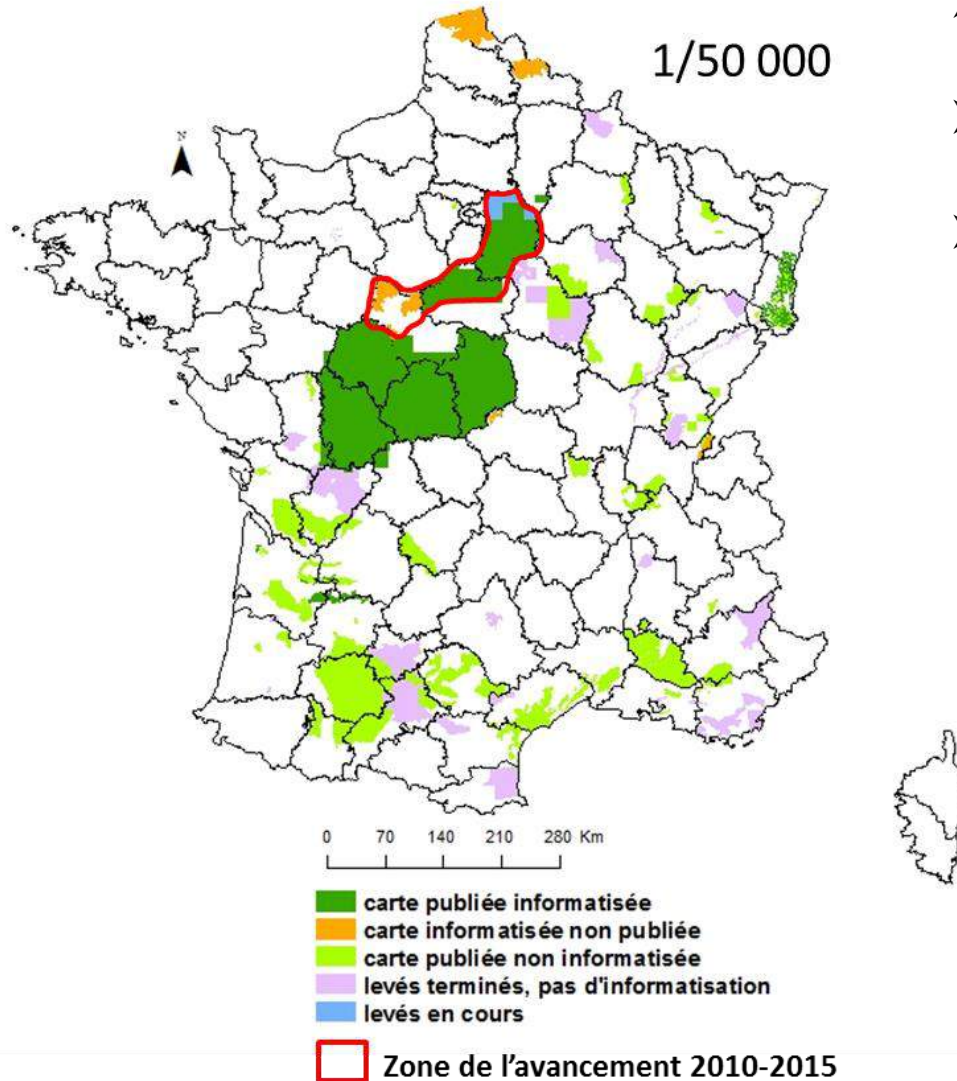 1/50 000
N
0 70 140 210 280 Km
carte publiée informatisée
carte informatisée non publiée
carte publiée non informatisée
levés terminés, pas d'informatisation
levés en cours
Zone de l’avancement 2010-2015